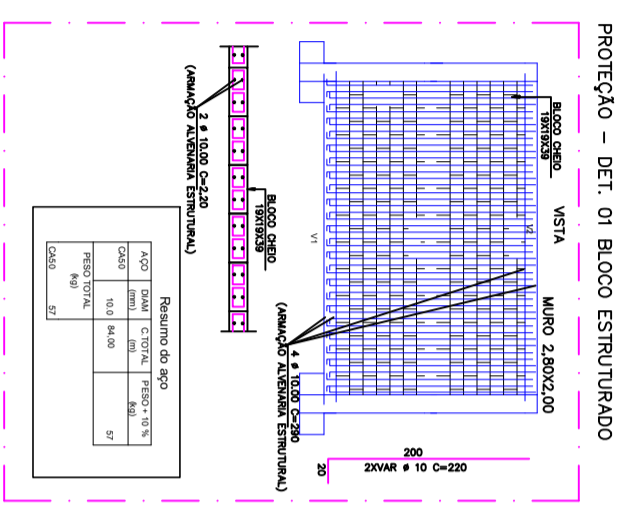 PROTEÇÃO - DET. 01 BLOCO ESTRUTURADO
VISTA
MURO 2,80X2,00
BLOCO CHEIO
19X19X39
V2
V1
200
2XVAR ø 10 C=220
20
4 ø 10.00 C=290
(ARMAÇÃO ALVENARIA ESTRUTURAL)
BLOCO CHEIO
19X19X39
2 ø 10.00 C=2,20
(ARMAÇÃO ALVENARIA ESTRUTURAL)
Resumo do aço
AÇO DIAM C.TOTAL PESO + 10 %
(mm) (m) (kg)
CA50 10.0 84,00 57
PESO TOTAL
(kg)
CA50 57